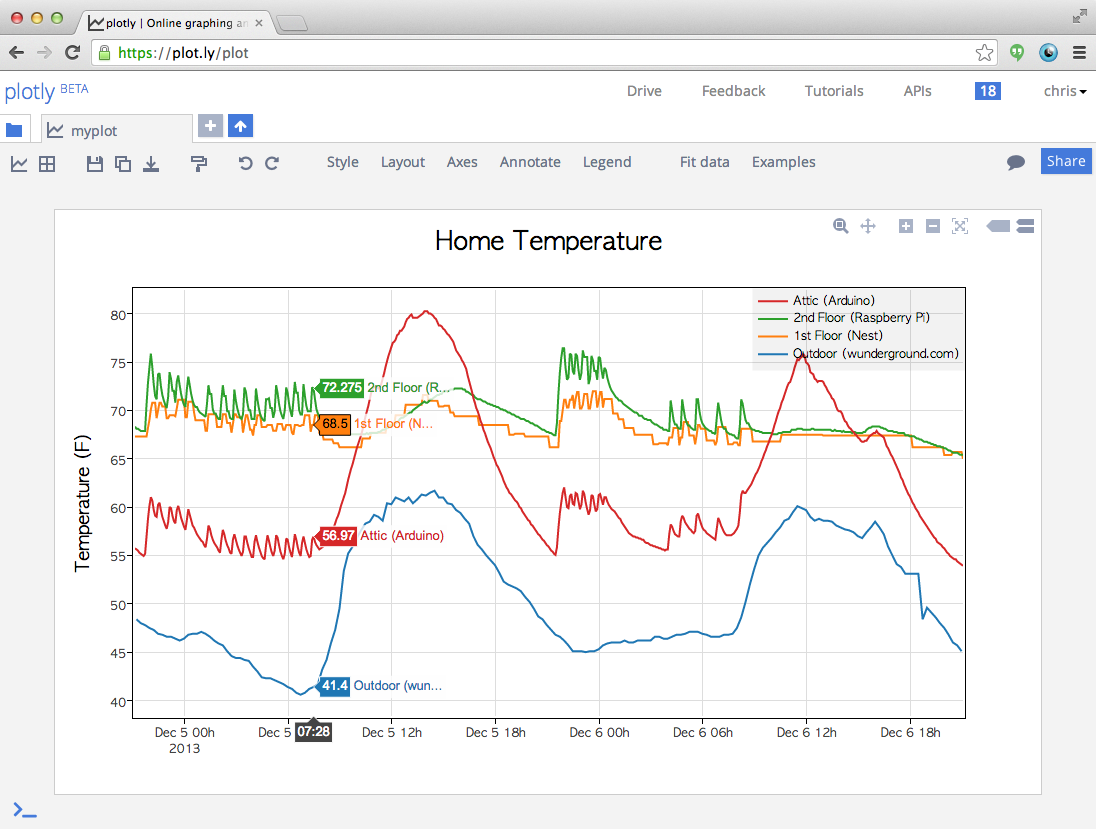 plotly | Online graphing an
https://plot.ly/plot
plotly BETA
Drive Feedback Tutorials APIs 18 chris
myplot
Style Layout Axes Annotate Legend Fit data Examples
Share
Home Temperature
Attic (Arduino)
2nd Floor (Raspberry Pi)
1st Floor (Nest)
Outdoor (wunderground.com)
80
75
70
65
60
55
50
45
40
Temperature (F)
72.275 2nd Floor (R...
68.5 1st Floor (N...
56.97 Attic (Arduino)
41.4 Outdoor (wun...
Dec 5 00h Dec 5 07:28 Dec 5 12h Dec 5 18h Dec 6 00h Dec 6 06h Dec 6 12h Dec 6 18h
2013